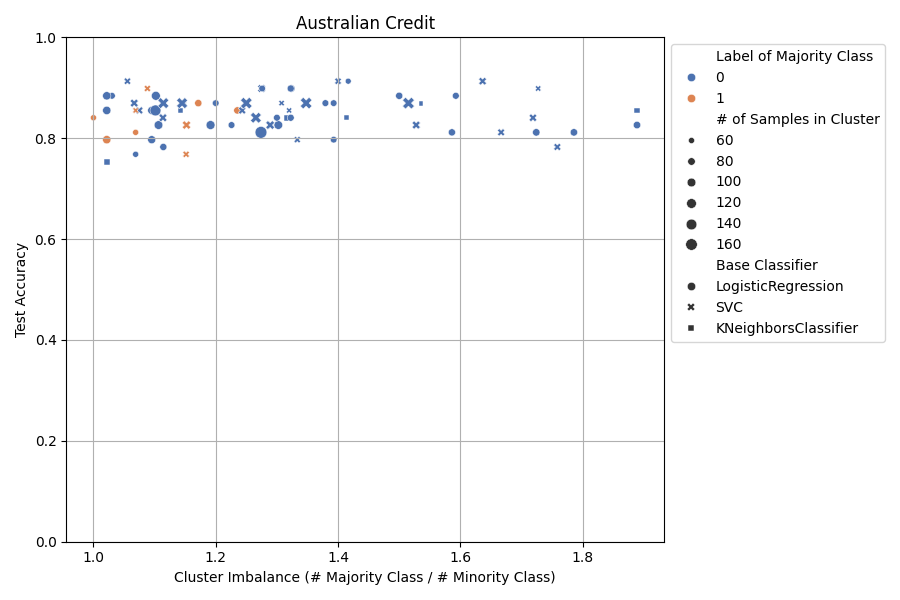 Australian Credit
1.0
0.8
0.6
0.4
0.2
0.0
Test Accuracy
1.0
1.2
1.4
1.6
1.8
Cluster Imbalance (# Majority Class / # Minority Class)
Label of Majority Class
0
1
# of Samples in Cluster
60
80
100
120
140
160
Base Classifier
LogisticRegression
SVC
KNeighborsClassifier